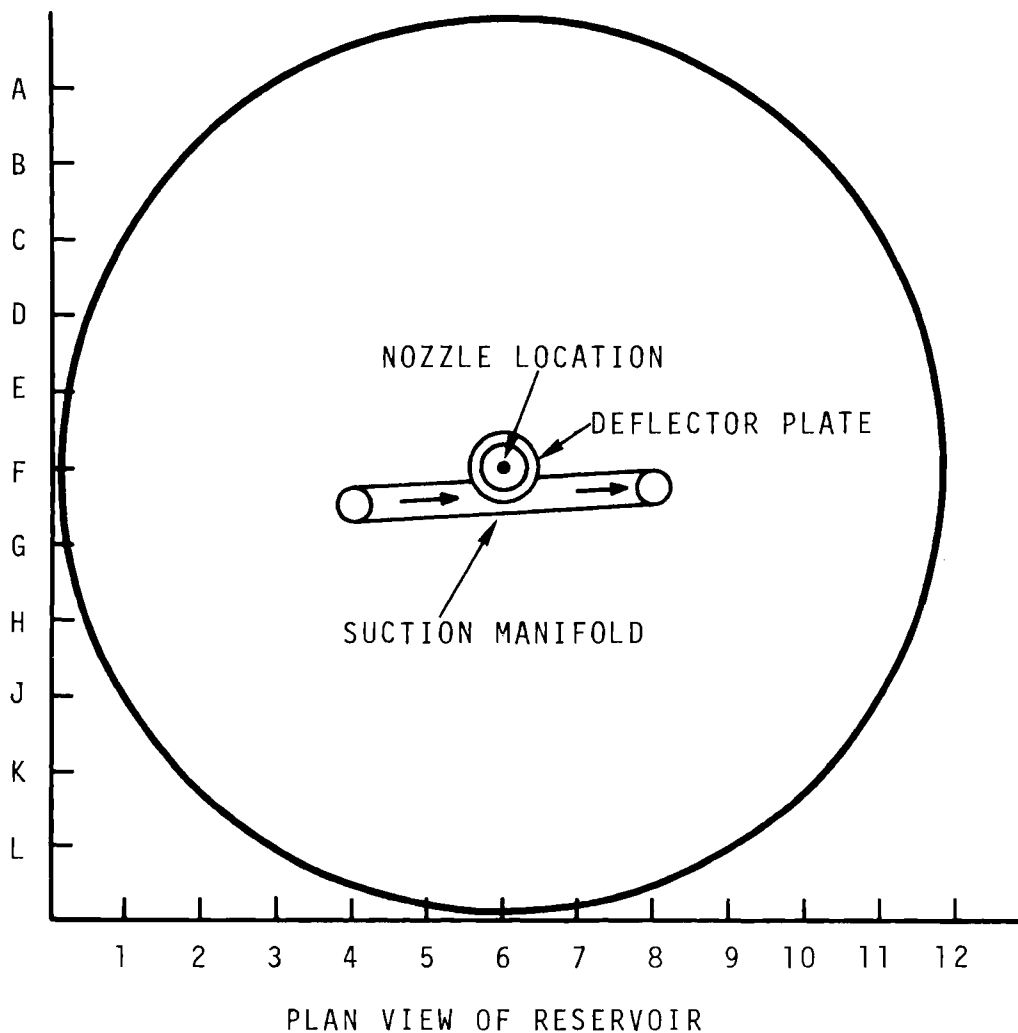 A
B
C
D
NOZZLE LOCATION
E
DEFLECTOR PLATE
F
G
H
SUCTION MANIFOLD
J
K
L
1 2 3 4 5 6 7 8 9 10 11 12
PLAN VIEW OF RESERVOIR